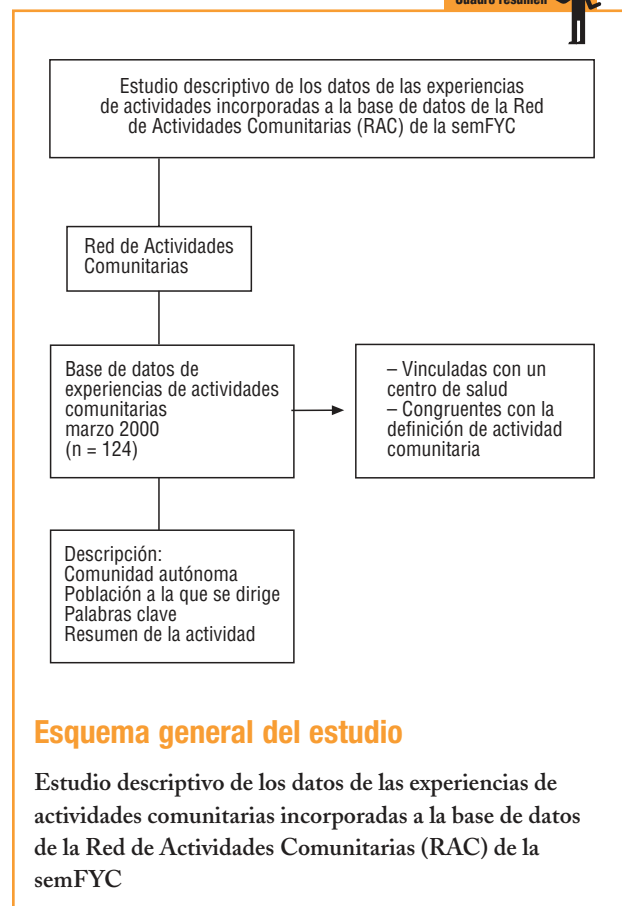 Cuadro resumen
Estudio descriptivo de los datos de las experiencias
de actividades incorporadas a la base de datos de la Red
de Actividades Comunitarias (RAC) de la semFYC
Red de Actividades
Comunitarias
Base de datos de
experiencias de actividades
comunitarias
marzo 2000
(n = 124)
– Vinculadas con un
centro de salud
– Congruentes con la
definición de actividad
comunitaria
Descripción:
Comunidad autónoma
Población a la que se dirige
Palabras clave
Resumen de la actividad
Esquema general del estudio
Estudio descriptivo de los datos de las experiencias de
actividades comunitarias incorporadas a la base de datos
de la Red de Actividades Comunitarias (RAC) de la
semFYC